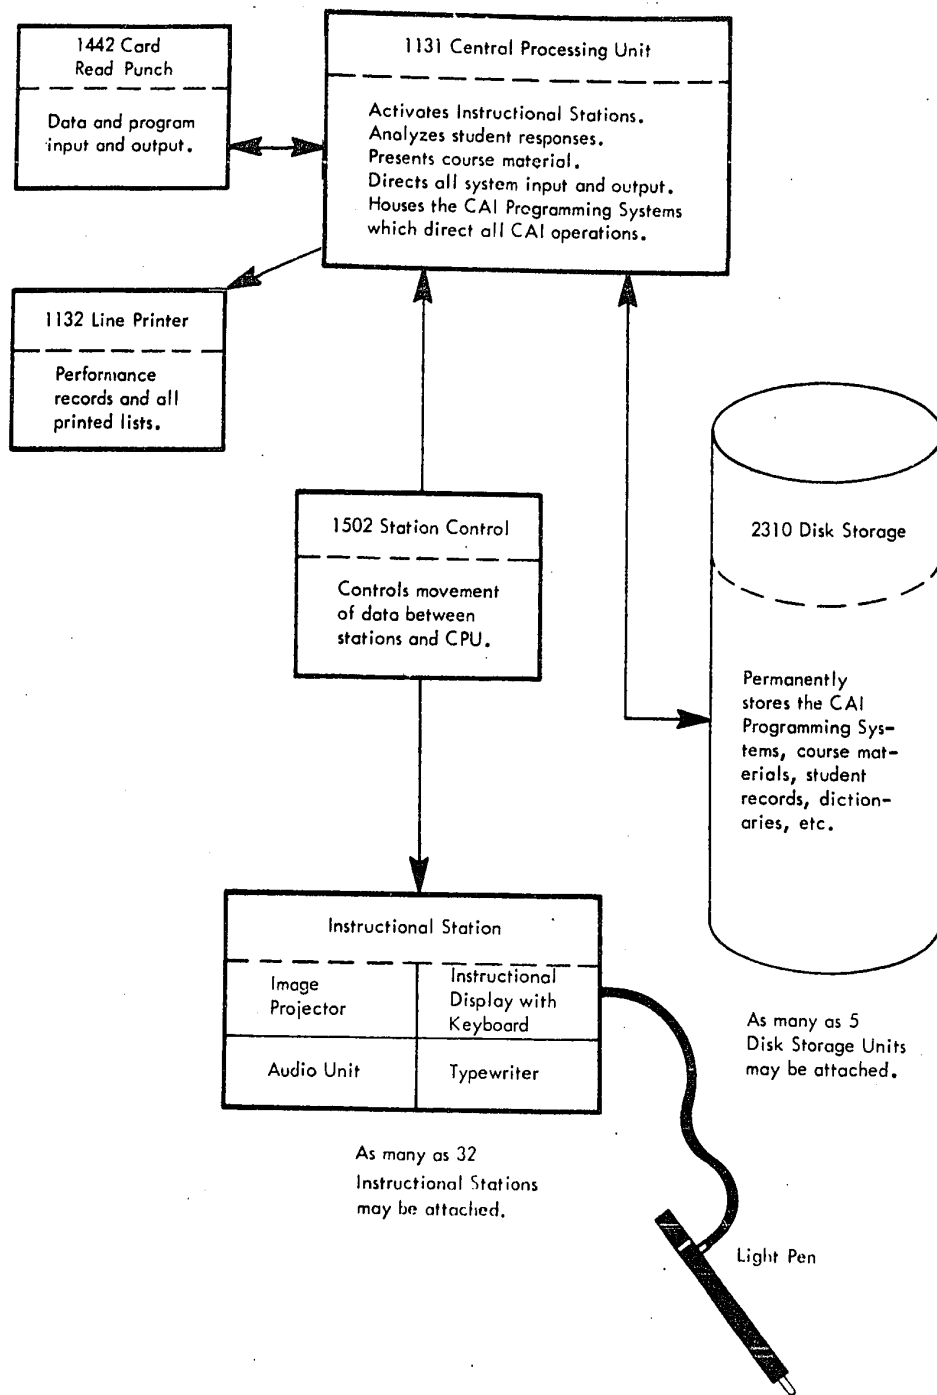 1442 Card
Read Punch
Data and program
input and output.
1131 Central Processing Unit
Activates Instructional Stations.
Analyzes student responses.
Presents course material.
Directs all system input and output.
Houses the CAI Programming Systems
which direct all CAI operations.
1132 Line Printer
Performance
records and all
printed lists.
1502 Station Control
Controls movement
of data between
stations and CPU.
2310 Disk Storage
Permanently
stores the CAI
Programming Sys-
tems, course mat-
erials, student
records, diction-
aries, etc.
As many as 5
Disk Storage Units
may be attached.
Instructional Station
Image
Projector
Instructional
Display with
Keyboard
Audio Unit
Typewriter
As many as 32
Instructional Stations
may be attached.
Light Pen